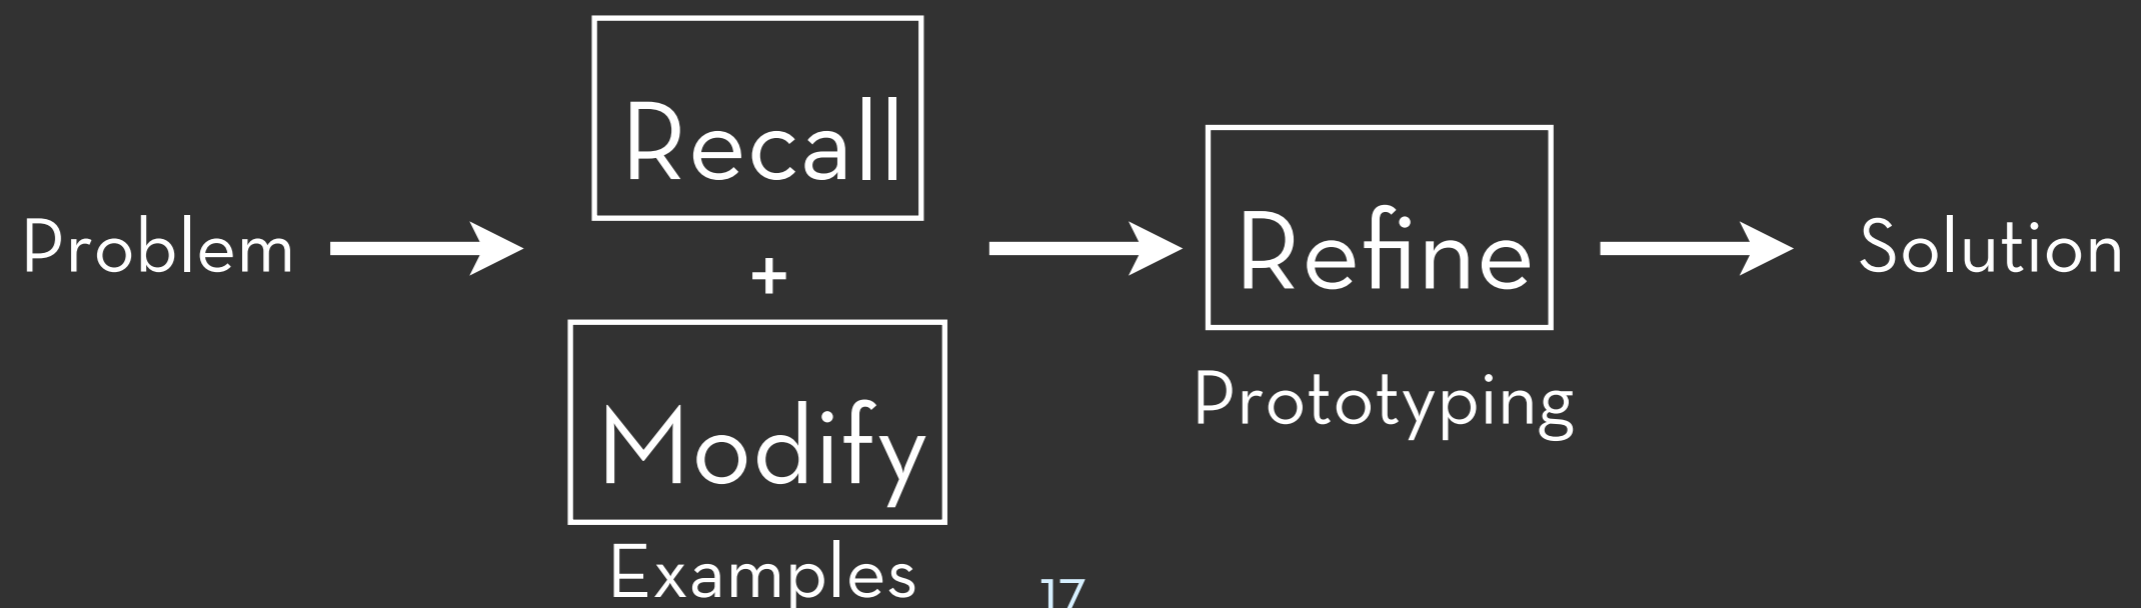 Problem
Recall
+
Modify
Examples
Refine
Prototyping
Solution
17